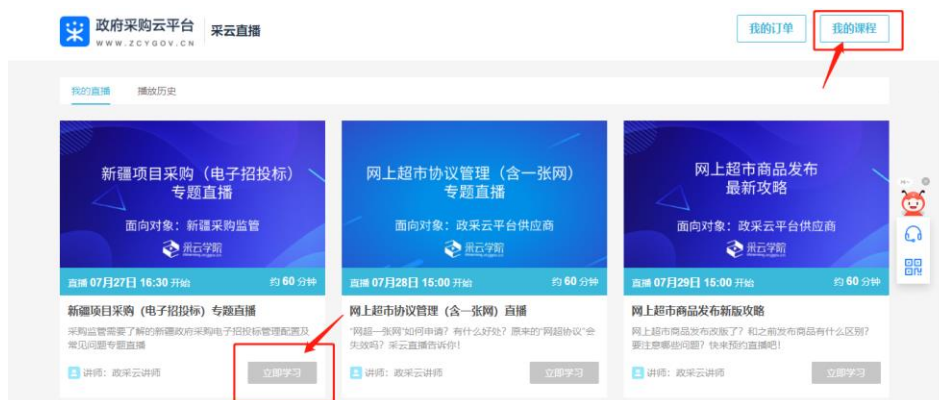 政府采购云平台
WWW.ZCYGOV.CN
采云直播
我的订单
我的课程
我的直播
播放历史
新疆项目采购（电子招投标）
专题直播
面向对象：新疆采购监管
采云学院
直播 07月27日 16:30 开始
约 60 分钟
新疆项目采购（电子招投标）专题直播
采购监管需要了解的新疆政府采购电子招投标管理配置及
常见问题专题直播
讲师：政采云讲师
立即学习
网上超市协议管理（含一张网）
专题直播
面向对象：政采云平台供应商
采云学院
直播 07月28日 15:00 开始
约 60 分钟
网上超市协议管理（含一张网）直播
“网超一张网”如何申请？有什么好处？原来的“网超协议”会
失效吗？采云直播告诉你！
讲师：政采云讲师
立即学习
网上超市商品发布
最新攻略
面向对象：政采云平台供应商
采云学院
直播 07月29日 15:00 开始
约 60 分钟
网上超市商品发布新版攻略
网上超市商品发布改版了？和之前发布商品有什么区别？
要注意哪些问题？快来预约直播吧！
讲师：政采云讲师
立即学习